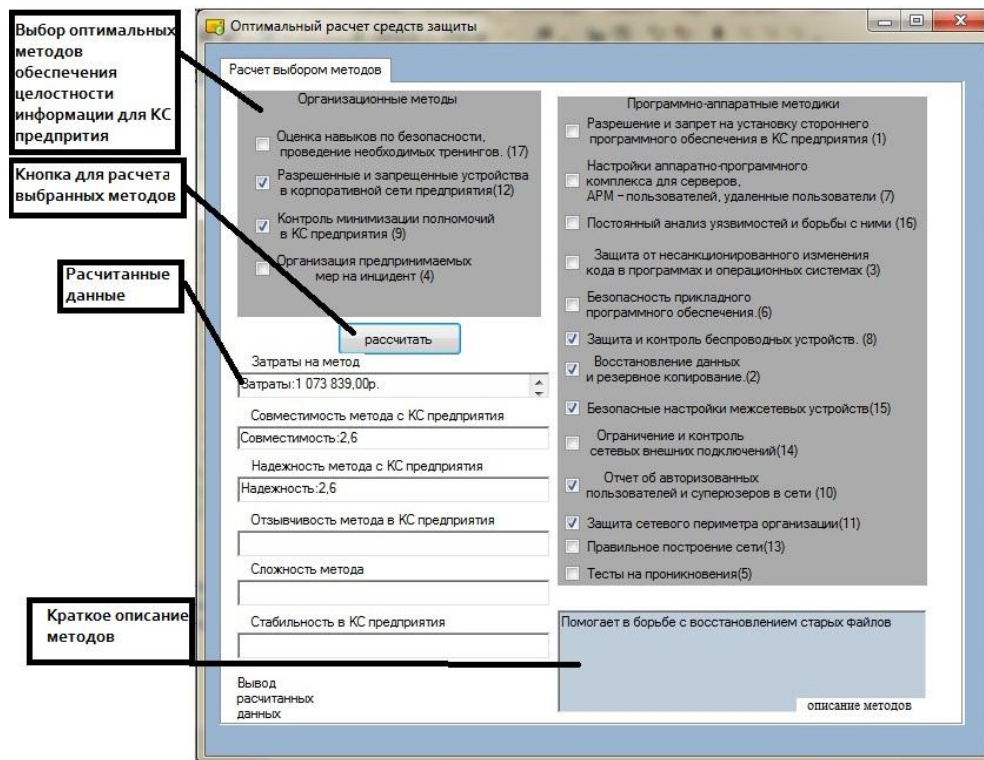 Выбор оптимальных
методов
обеспечения
целостности
информации для КС
предпрития
Кнопка для расчета
выбранных методов
Расчитанные
данные
Краткое описание
методов
Оптимальный расчет средств защиты
Расчет выбором методов
Организационные методы
Оценка навыков по безопасности,
проведение необходимых тренингов. (17)
Разрешенные и запрещенные устройства
в корпоративной сети предприятия(12)
Контроль минимизации полномочий
в КС предприятия (9)
Организация предпринимаемых
мер на инцидент (4)
рассчитать
Затраты на метод
Затраты:1 073 839,00р.
Совместимость метода с КС предприятия
Совместимость:2,6
Надежность метода с КС предприятия
Надежность:2,6
Отзывчивость метода в КС предприятия
Сложность метода
Стабильность в КС предприятия
Вывод
расчитанных
данных
Программно-аппаратные методики
Разрешение и запрет на установку стороннего
программного обеспечения в КС предприятия (1)
Настройки аппаратно-программного
комплекса для серверов,
АРМ – пользователей, удаленные пользователи (7)
Постоянный анализ уязвимостей и борьбы с ними (16)
Защита от несанкционированного изменения
кода в программах и операционных системах (3)
Безопасность прикладного
программного обеспечения.(6)
Защита и контроль беспроводных устройств. (8)
Восстановление данных
и резервное копирование.(2)
Безопасные настройки межсетевых устройств(15)
Ограничение и контроль
сетевых внешних подключений(14)
Отчет об авторизованных
пользователей и суперюзеров в сети (10)
Защита сетевого периметра организации(11)
Правильное построение сети(13)
Тесты на проникновения(5)
Помогает в борьбе с восстановлением старых файлов
описание методов